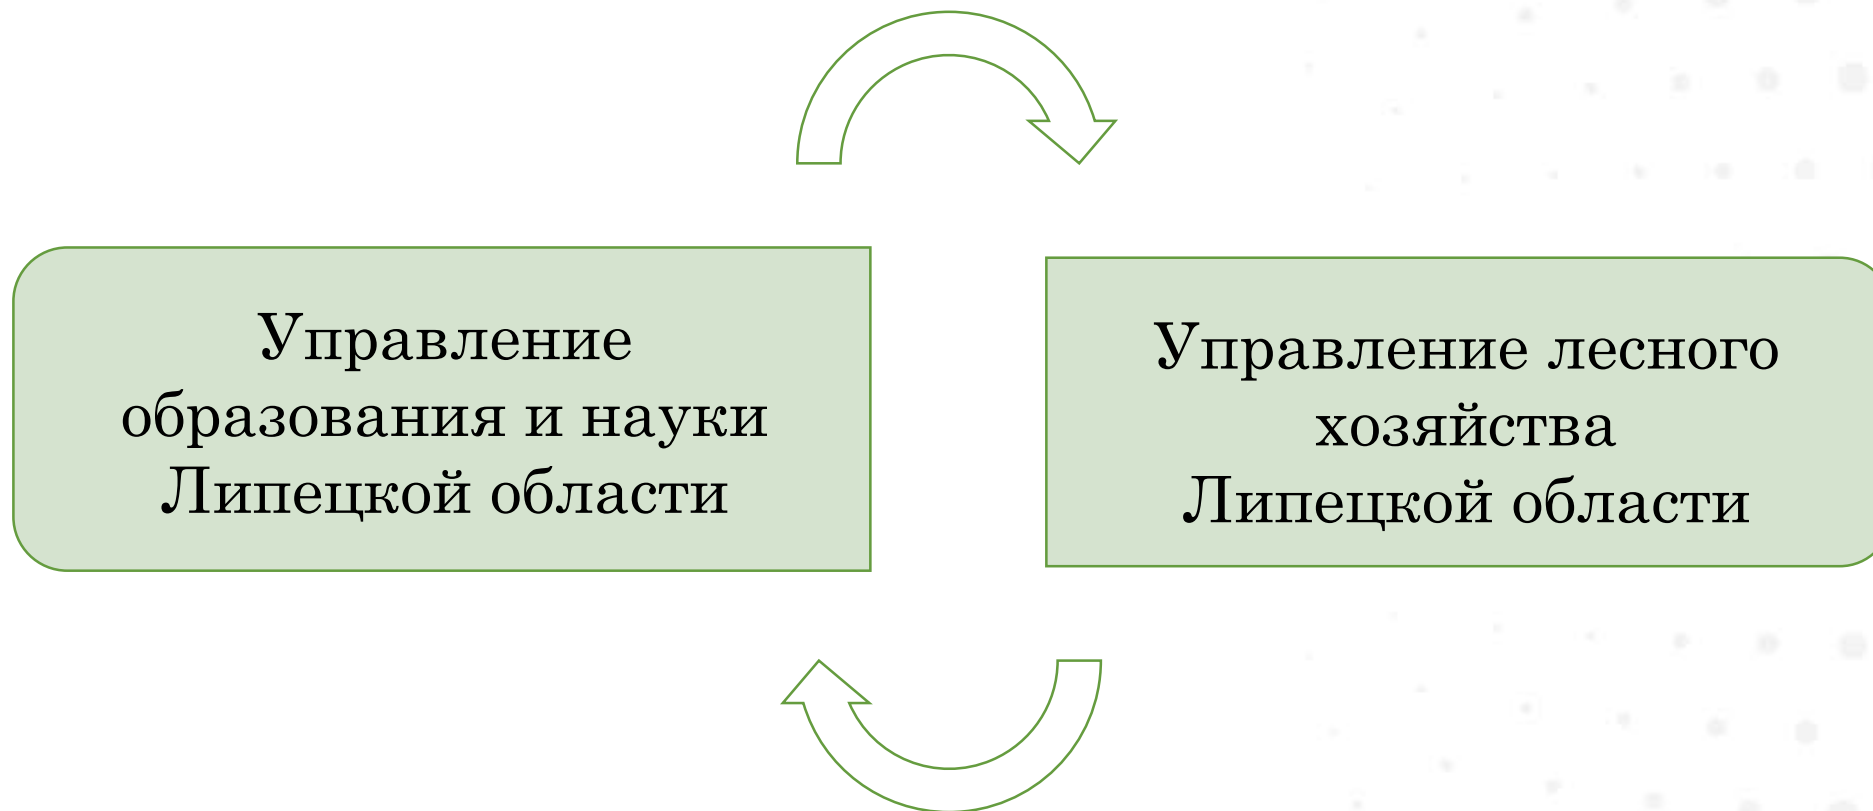 Управление
образования и науки
Липецкой области
Управление лесного
хозяйства
Липецкой области